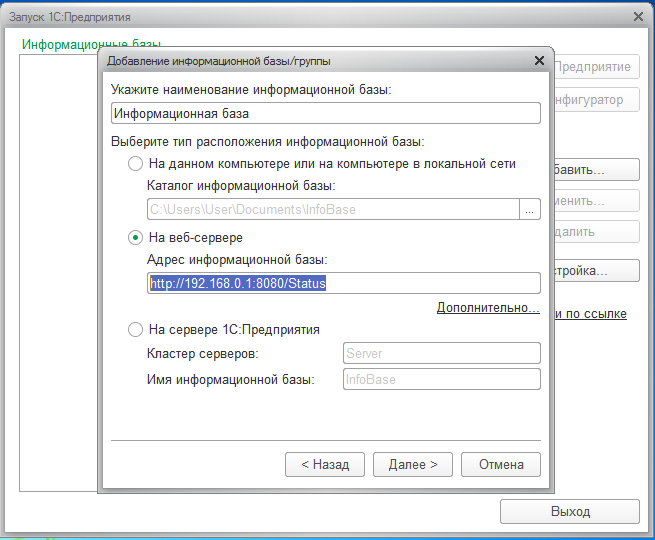 Запуск 1С:Предприятия
Информационные базы
Предприятие
нфигуратор
бавить...
менить...
далить
стройка...
и по ссылке
Добавление информационной базы/группы
Укажите наименование информационной базы:
Информационная база
Выберите тип расположения информационной базы:
На данном компьютере или на компьютере в локальной сети
Каталог информационной базы:
C:\Users\User\Documents\InfoBase
...
На веб-сервере
Адрес информационной базы:
http://192.168.0.1:8080/Status
Дополнительно...
На сервере 1С:Предприятия
Кластер серверов: Server
Имя информационной базы: InfoBase
< Назад Далее > Отмена
Выход